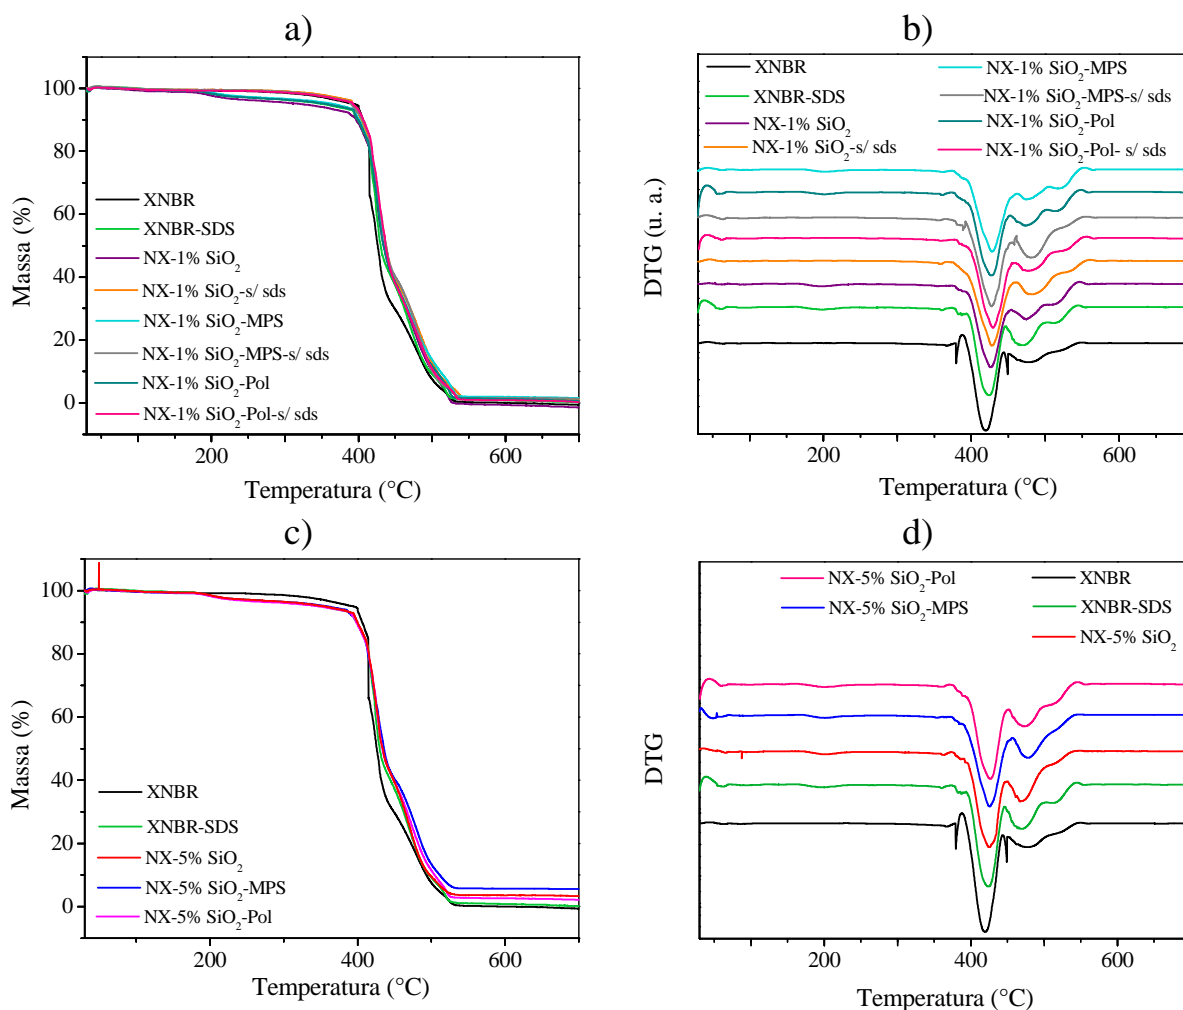 a)
100
80
60
40
20
0
Massa (%)
XNBR
XNBR-SDS
NX-1% SiO₂
NX-1% SiO₂-s/ sds
NX-1% SiO₂-MPS
NX-1% SiO₂-MPS-s/ sds
NX-1% SiO₂-Pol
NX-1% SiO₂-Pol-s/ sds
200 400 600
Temperatura (°C)
b)
XNBR
XNBR-SDS
NX-1% SiO₂
NX-1% SiO₂-s/ sds
NX-1% SiO₂-MPS
NX-1% SiO₂-MPS-s/ sds
NX-1% SiO₂-Pol
NX-1% SiO₂-Pol- s/ sds
DTG (u. a.)
200 400 600
Temperatura (°C)
c)
100
80
60
40
20
0
Massa (%)
XNBR
XNBR-SDS
NX-5% SiO₂
NX-5% SiO₂-MPS
NX-5% SiO₂-Pol
200 400 600
Temperatura (°C)
d)
NX-5% SiO₂-Pol
NX-5% SiO₂-MPS
XNBR
XNBR-SDS
NX-5% SiO₂
DTG
200 400 600
Temperatura (°C)